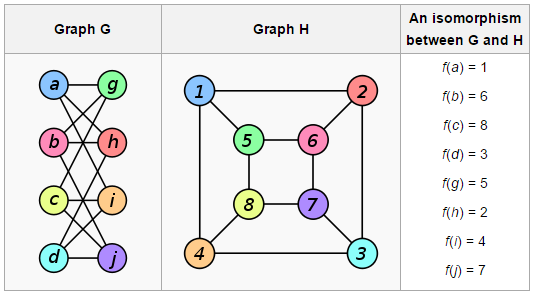 Graph G
Graph H
An isomorphism
between G and H
a
g
b
h
c
i
d
j
1
2
5
6
8
7
4
3
f(a) = 1
f(b) = 6
f(c) = 8
f(d) = 3
f(g) = 5
f(h) = 2
f(i) = 4
f(j) = 7